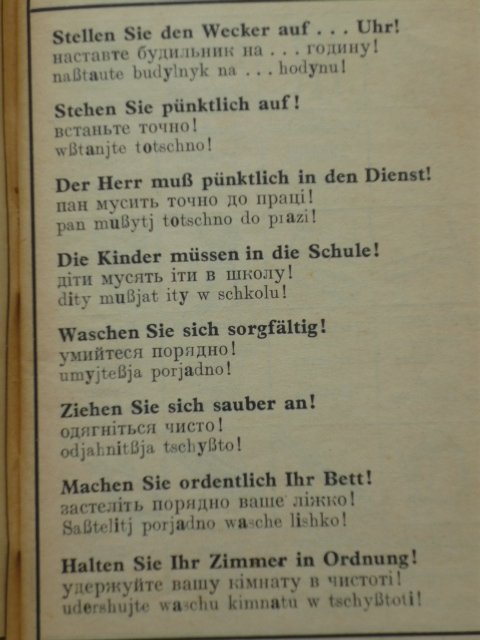 Stellen Sie den Wecker auf . . . Uhr!
наставте будильник на . . . годину!
naßtaute budylnyk na . . . hodynu!
Stehen Sie pünktlich auf!
встаньте точно!
wßtanjte totschno!
Der Herr muß pünktlich in den Dienst!
пан мусить точно до праці!
pan mußytj totschno do prazi!
Die Kinder müssen in die Schule!
діти мусять іти в школу!
dity mußjat ity w schkolu!
Waschen Sie sich sorgfältig!
умийтеся порядно!
umyjteßja porjadno!
Ziehen Sie sich sauber an!
одягніться чисто!
odjahnitßja tschyßto!
Machen Sie ordentlich Ihr Bett!
застеліть порядно ваше ліжко!
Saßtelitj porjadno wasche lishko!
Halten Sie Ihr Zimmer in Ordnung!
удержуйте вашу кімнату в чистоті!
udershujte waschu kimnatu w tschyßtoti!